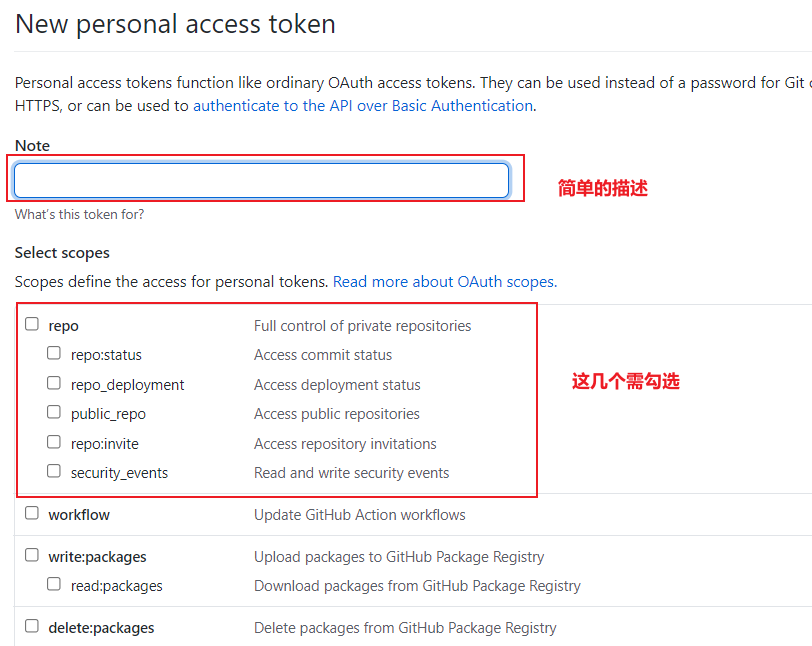 New personal access token
Personal access tokens function like ordinary OAuth access tokens. They can be used instead of a password for Git
HTTPS, or can be used to authenticate to the API over Basic Authentication.
Note
简单的描述
What's this token for?
Select scopes
Scopes define the access for personal tokens. Read more about OAuth scopes.
repo Full control of private repositories
repo:status Access commit status
repo_deployment Access deployment status
这几个需勾选
public_repo Access public repositories
repo:invite Access repository invitations
security_events Read and write security events
workflow Update GitHub Action workflows
write:packages Upload packages to GitHub Package Registry
read:packages Download packages from GitHub Package Registry
delete:packages Delete packages from GitHub Package Registry